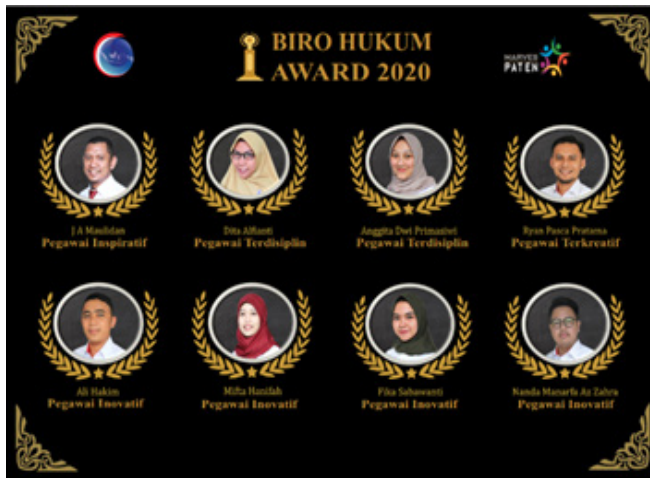 BIRO HUKUM
AWARD 2020
MARVES
PATEN
J A Maulidan
Pegawai Inspiratif
Dita Alfianti
Pegawai Terdisiplin
Anggita Dwi Primasiwi
Pegawai Terdisiplin
Ryan Pasca Pratama
Pegawai Terkreatif
Ali Hakim
Pegawai Inovatif
Mifta Hanifah
Pegawai Inovatif
Fika Sabawanti
Pegawai Inovatif
Nanda Manarfa Az Zahra
Pegawai Inovatif